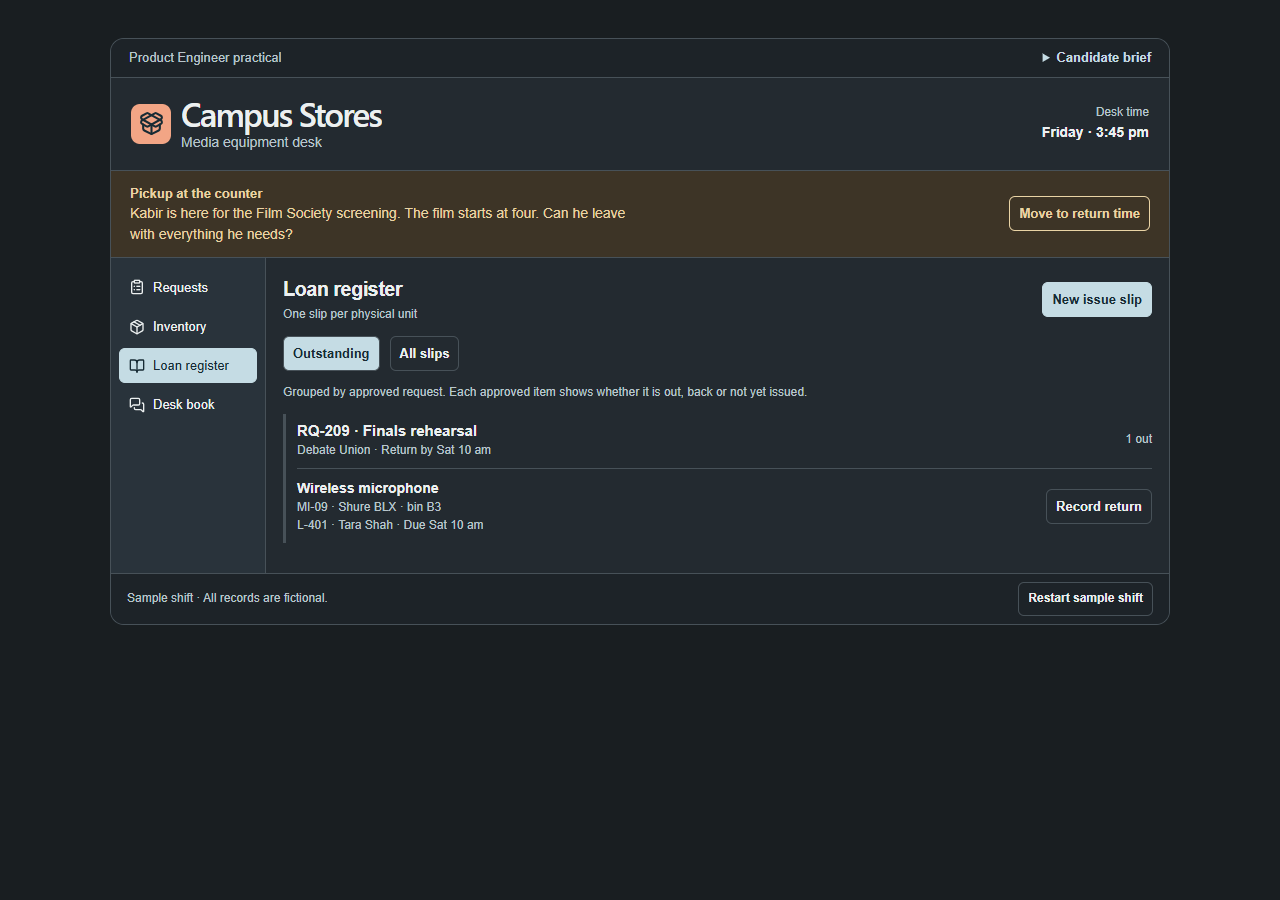 Product Engineer practical
Candidate brief
Campus Stores
Media equipment desk
Desk time
Friday · 3:45 pm
Pickup at the counter
Kabir is here for the Film Society screening. The film starts at four. Can he leave
with everything he needs?
Move to return time
Requests
Inventory
Loan register
Desk book
Loan register
One slip per physical unit
New issue slip
Outstanding
All slips
Grouped by approved request. Each approved item shows whether it is out, back or not yet issued.
RQ-209 · Finals rehearsal
Debate Union · Return by Sat 10 am
1 out
Wireless microphone
MI-09 · Shure BLX · bin B3
L-401 · Tara Shah · Due Sat 10 am
Record return
Sample shift · All records are fictional.
Restart sample shift